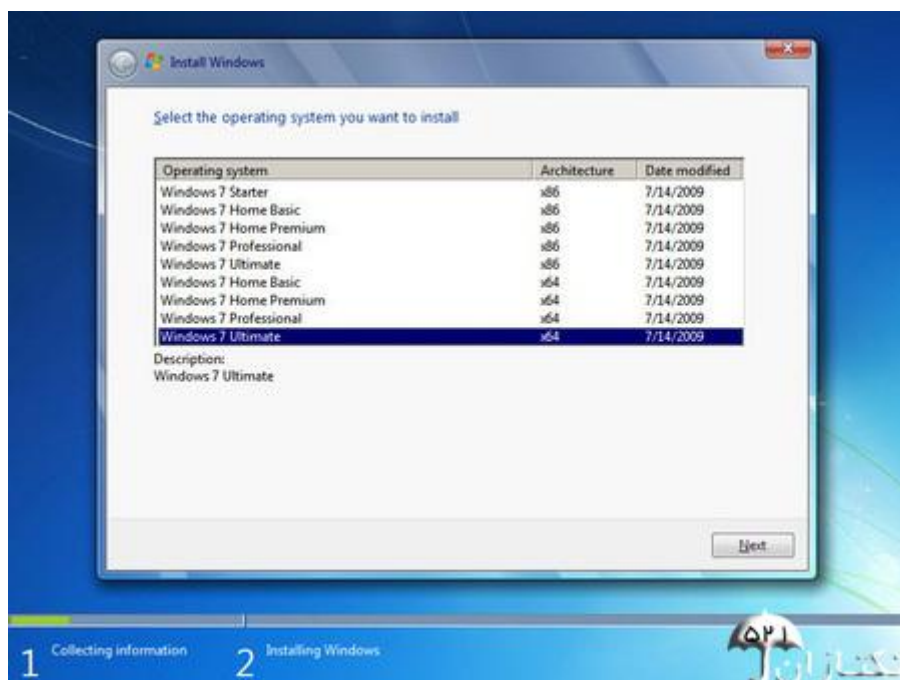 Install Windows
Select the operating system you want to install
Operating system Architecture Date modified
Windows 7 Starter x86 7/14/2009
Windows 7 Home Basic x86 7/14/2009
Windows 7 Home Premium x86 7/14/2009
Windows 7 Professional x86 7/14/2009
Windows 7 Ultimate x86 7/14/2009
Windows 7 Home Basic x64 7/14/2009
Windows 7 Home Premium x64 7/14/2009
Windows 7 Professional x64 7/14/2009
Windows 7 Ultimate x64 7/14/2009
Description:
Windows 7 Ultimate
Next
1 Collecting information 2 Installing Windows